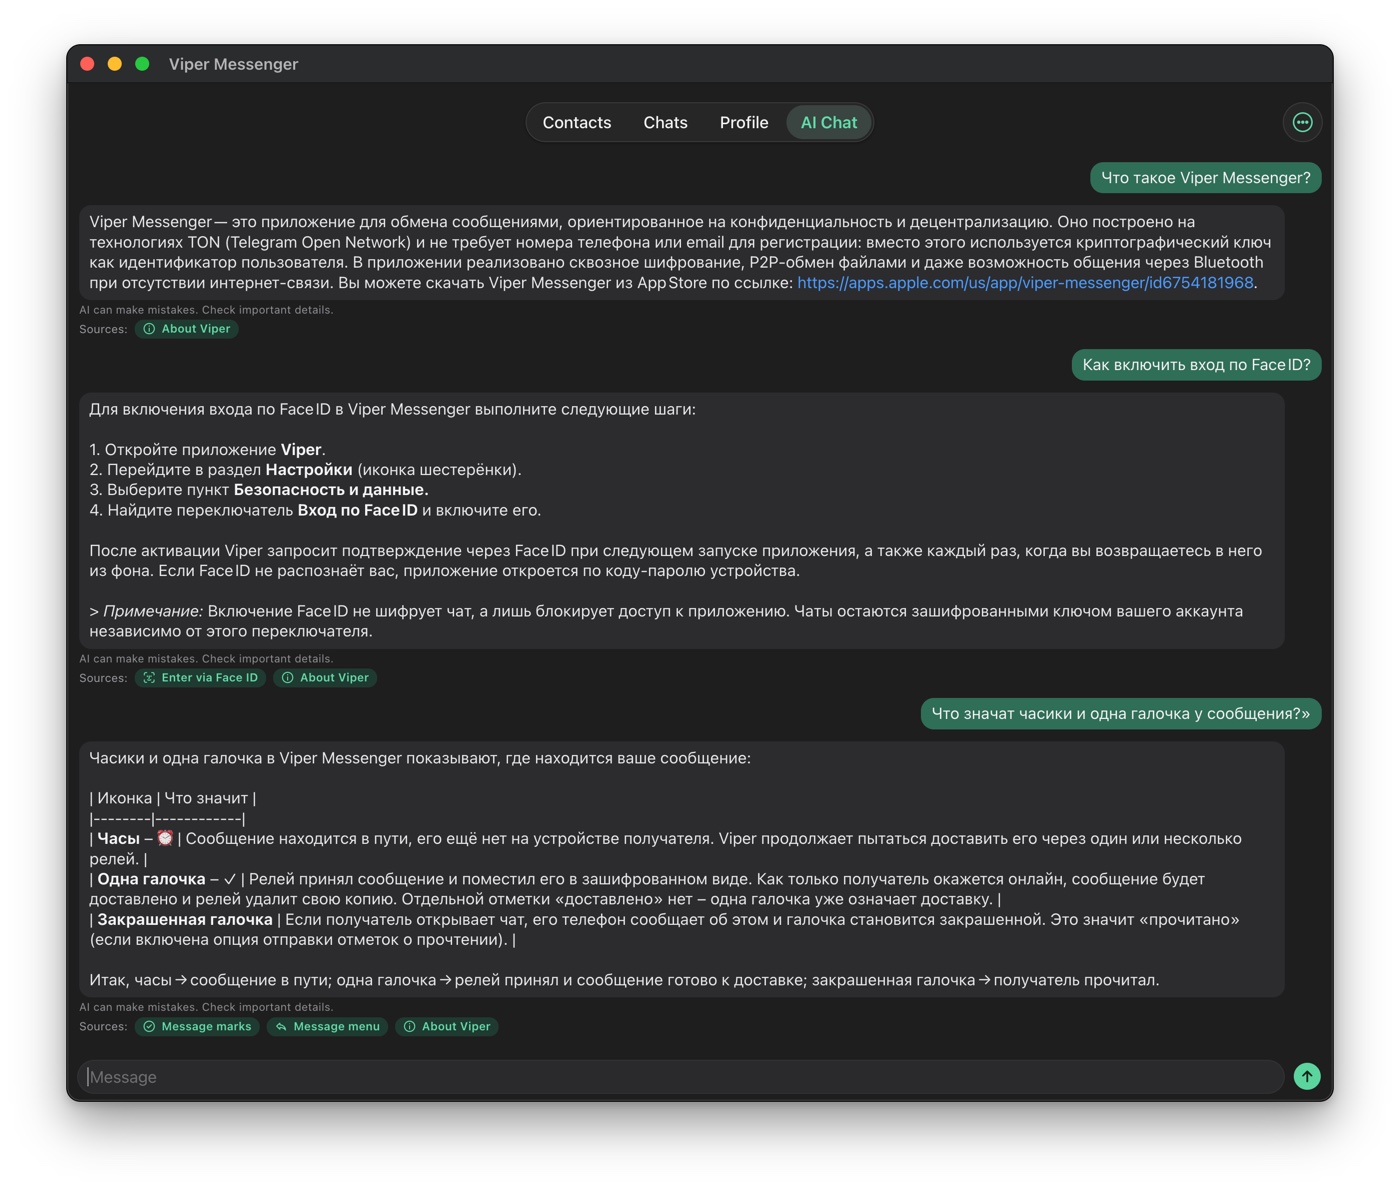 Viper Messenger
Contacts Chats Profile AI Chat
Что такое Viper Messenger?
Viper Messenger — это приложение для обмена сообщениями, ориентированное на конфиденциальность и децентрализацию. Оно построено на
технологиях TON (Telegram Open Network) и не требует номера телефона или email для регистрации: вместо этого используется криптографический ключ
как идентификатор пользователя. В приложении реализовано сквозное шифрование, P2P-обмен файлами и даже возможность общения через Bluetooth
при отсутствии интернет-связи. Вы можете скачать Viper Messenger из App Store по ссылке: https://apps.apple.com/us/app/viper-messenger/id6754181968.
AI can make mistakes. Check important details.
Sources: About Viper
Как включить вход по Face ID?
Для включения входа по Face ID в Viper Messenger выполните следующие шаги:
1. Откройте приложение Viper.
2. Перейдите в раздел Настройки (иконка шестерёнки).
3. Выберите пункт Безопасность и данные.
4. Найдите переключатель Вход по Face ID и включите его.
После активации Viper запросит подтверждение через Face ID при следующем запуске приложения, а также каждый раз, когда вы возвращаетесь в него
из фона. Если Face ID не распознаёт вас, приложение откроется по коду-паролю устройства.
> Примечание: Включение Face ID не шифрует чат, а лишь блокирует доступ к приложению. Чаты остаются зашифрованными ключом вашего аккаунта
независимо от этого переключателя.
AI can make mistakes. Check important details.
Sources: Enter via Face ID About Viper
Что значат часики и одна галочка у сообщения?»
Часики и одна галочка в Viper Messenger показывают, где находится ваше сообщение:
| Иконка | Что значит |
|--------|------------|
| Часы – ⏰ | Сообщение находится в пути, его ещё нет на устройстве получателя. Viper продолжает пытаться доставить его через один или несколько
релей. |
| Одна галочка – ✓ | Релей принял сообщение и поместил его в зашифрованном виде. Как только получатель окажется онлайн, сообщение будет
доставлено и релей удалит свою копию. Отдельной отметки «доставлено» нет – одна галочка уже означает доставку. |
| Закрашенная галочка | Если получатель открывает чат, его телефон сообщает об этом и галочка становится закрашенной. Это значит «прочитано»
(если включена опция отправки отметок о прочтении). |
Итак, часы → сообщение в пути; одна галочка → релей принял и сообщение готово к доставке; закрашенная галочка → получатель прочитал.
AI can make mistakes. Check important details.
Sources: Message marks Message menu About Viper
Message